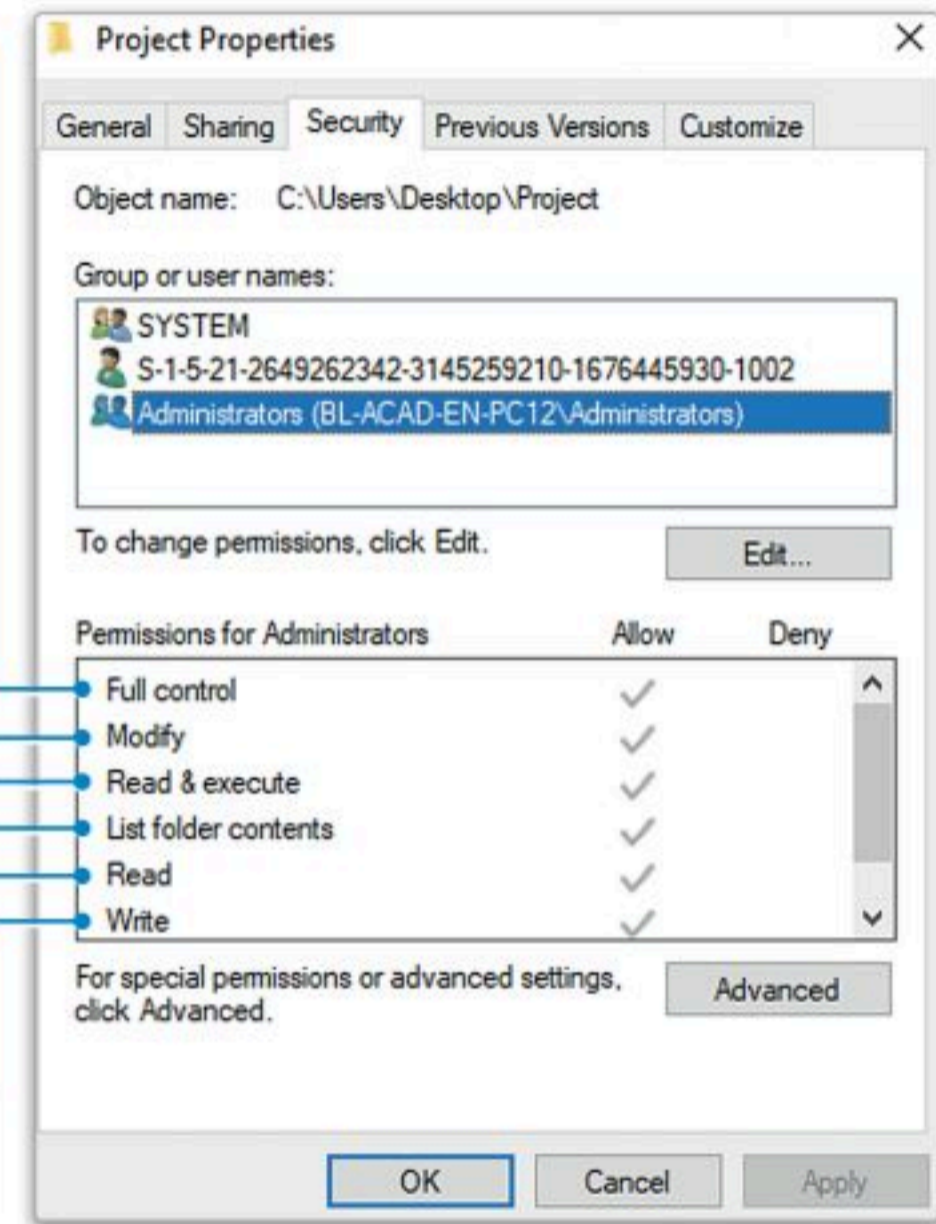 Project Properties
General Sharing Security Previous Versions Customize
Object name: C:\Users\Desktop\Project
Group or user names:
SYSTEM
S-1-5-21-2649262342-3145259210-1676445930-1002
Administrators (BL-ACAD-EN-PC12\Administrators)
To change permissions, click Edit.
Edit...
Permissions for Administrators Allow Deny
Full control
Modify
Read & execute
List folder contents
Read
Write
For special permissions or advanced settings,
click Advanced.
Advanced
OK Cancel Apply